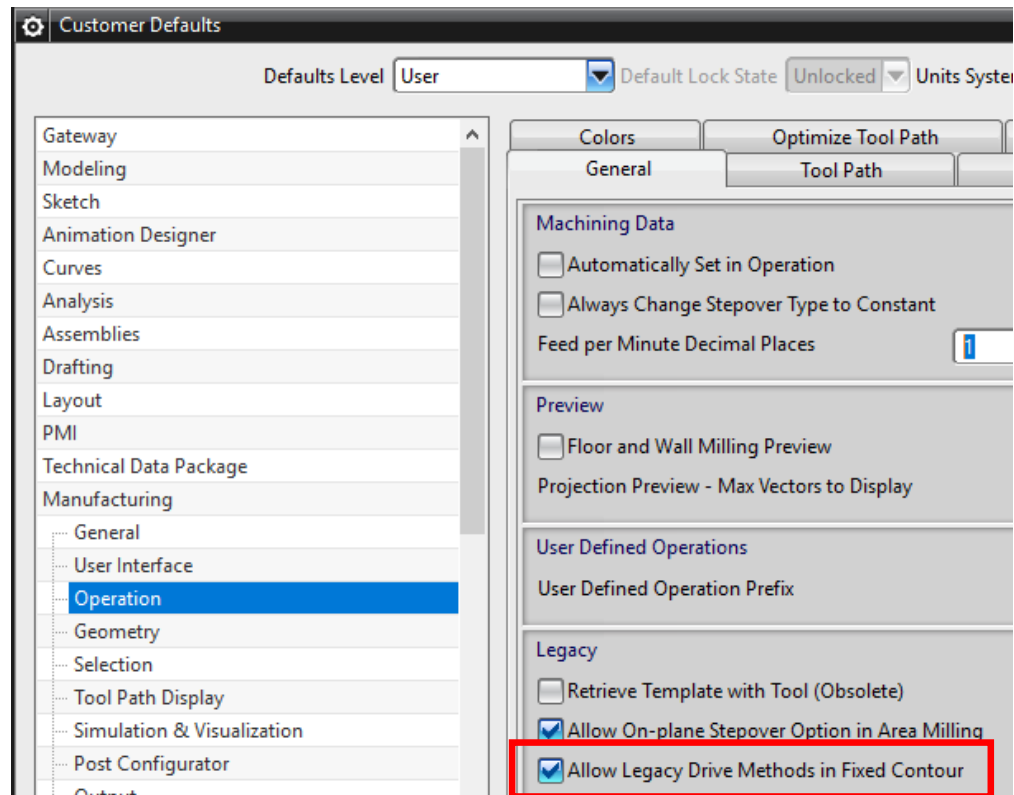 Customer Defaults
Defaults Level User Default Lock State Unlocked Units
Gateway
Modeling
Sketch
Animation Designer
Curves
Analysis
Assemblies
Drafting
Layout
PMI
Technical Data Package
Manufacturing
General
User Interface
Operation
Geometry
Selection
Tool Path Display
Simulation & Visualization
Post Configurator
Output
Colors Optimize Tool Path
General Tool Path
Machining Data
Automatically Set in Operation
Always Change Stepover Type to Constant
Feed per Minute Decimal Places 1
Preview
Floor and Wall Milling Preview
Projection Preview - Max Vectors to Display
User Defined Operations
User Defined Operation Prefix
Legacy
Retrieve Template with Tool (Obsolete)
Allow On-plane Stepover Option in Area Milling
Allow Legacy Drive Methods in Fixed Contour